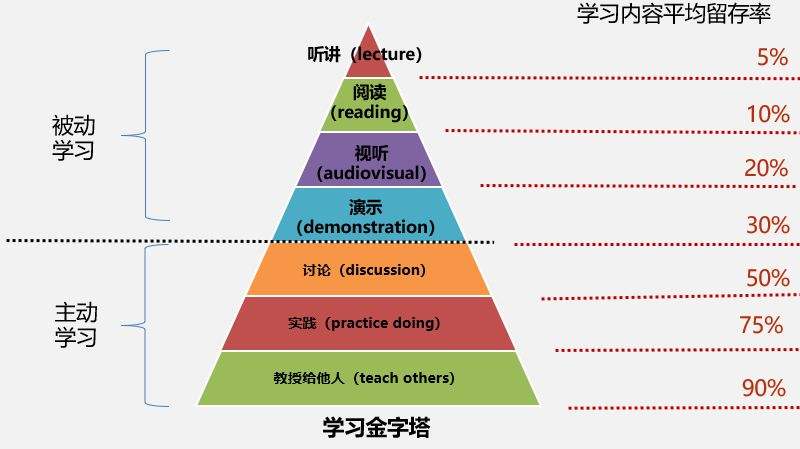 学习内容平均留存率
听讲（lecture）
5%
阅读
（reading）
10%
视听
（audiovisual）
20%
演示
（demonstration）
30%
被动
学习
讨论（discussion）
50%
实践（practice doing）
75%
教授给他人（teach others）
90%
主动
学习
学习金字塔